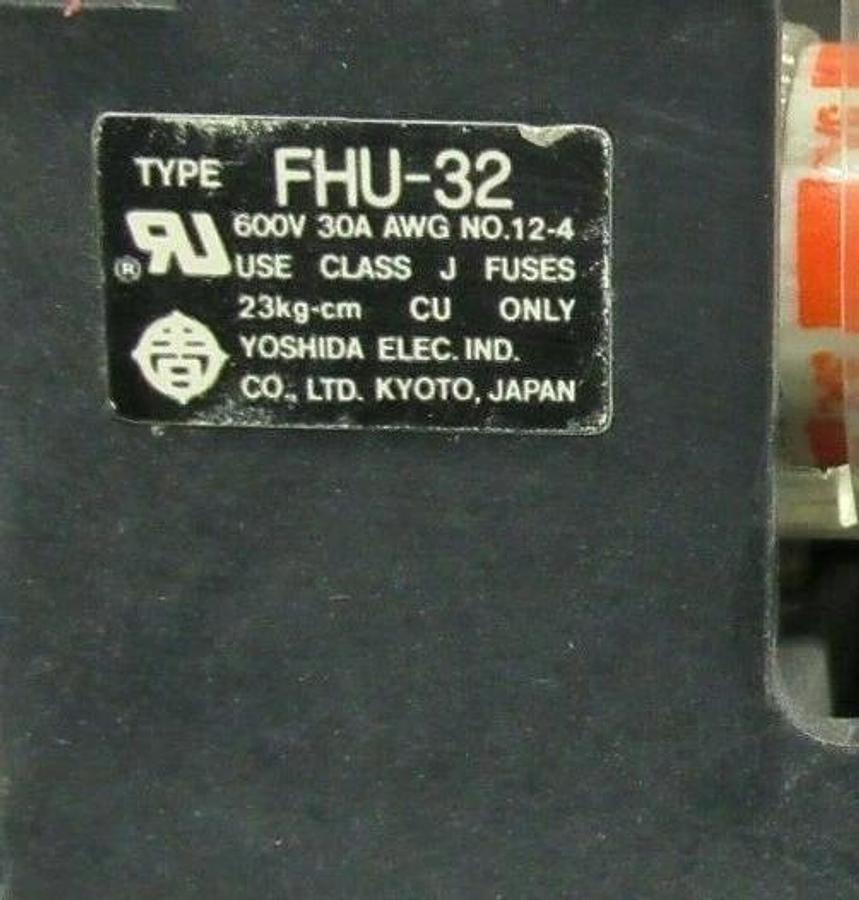 TYPE FHU-32
600V 30A AWG NO.12-4
® USE CLASS J FUSES
23kg-cm CU ONLY
YOSHIDA ELEC. IND.
CO., LTD. KYOTO, JAPAN